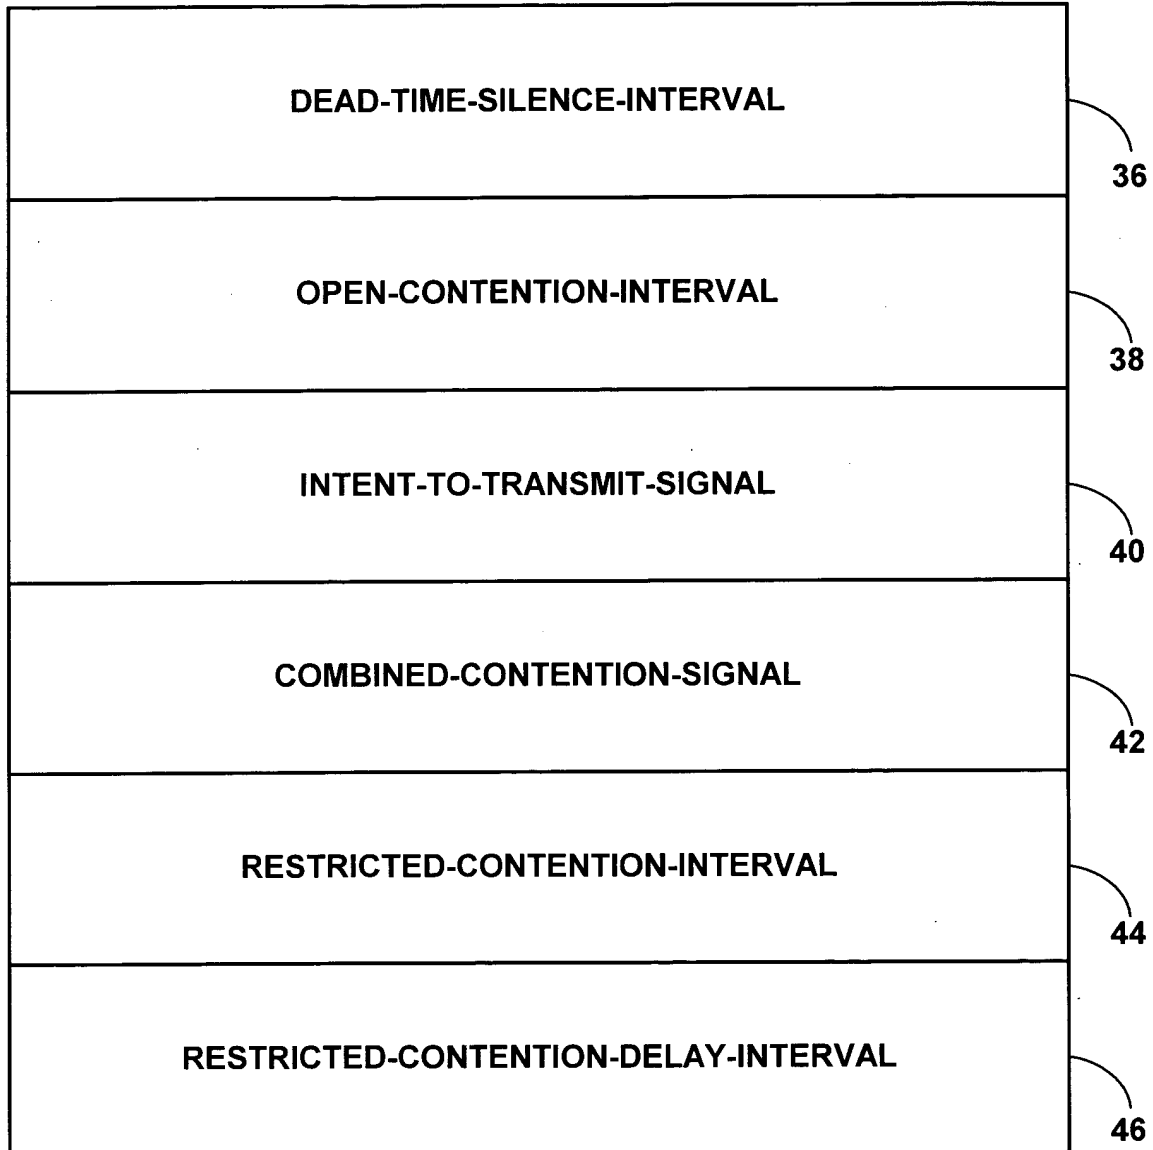 DEAD-TIME-SILENCE-INTERVAL
36
OPEN-CONTENTION-INTERVAL
38
INTENT-TO-TRANSMIT-SIGNAL
40
COMBINED-CONTENTION-SIGNAL
42
RESTRICTED-CONTENTION-INTERVAL
44
RESTRICTED-CONTENTION-DELAY-INTERVAL
46